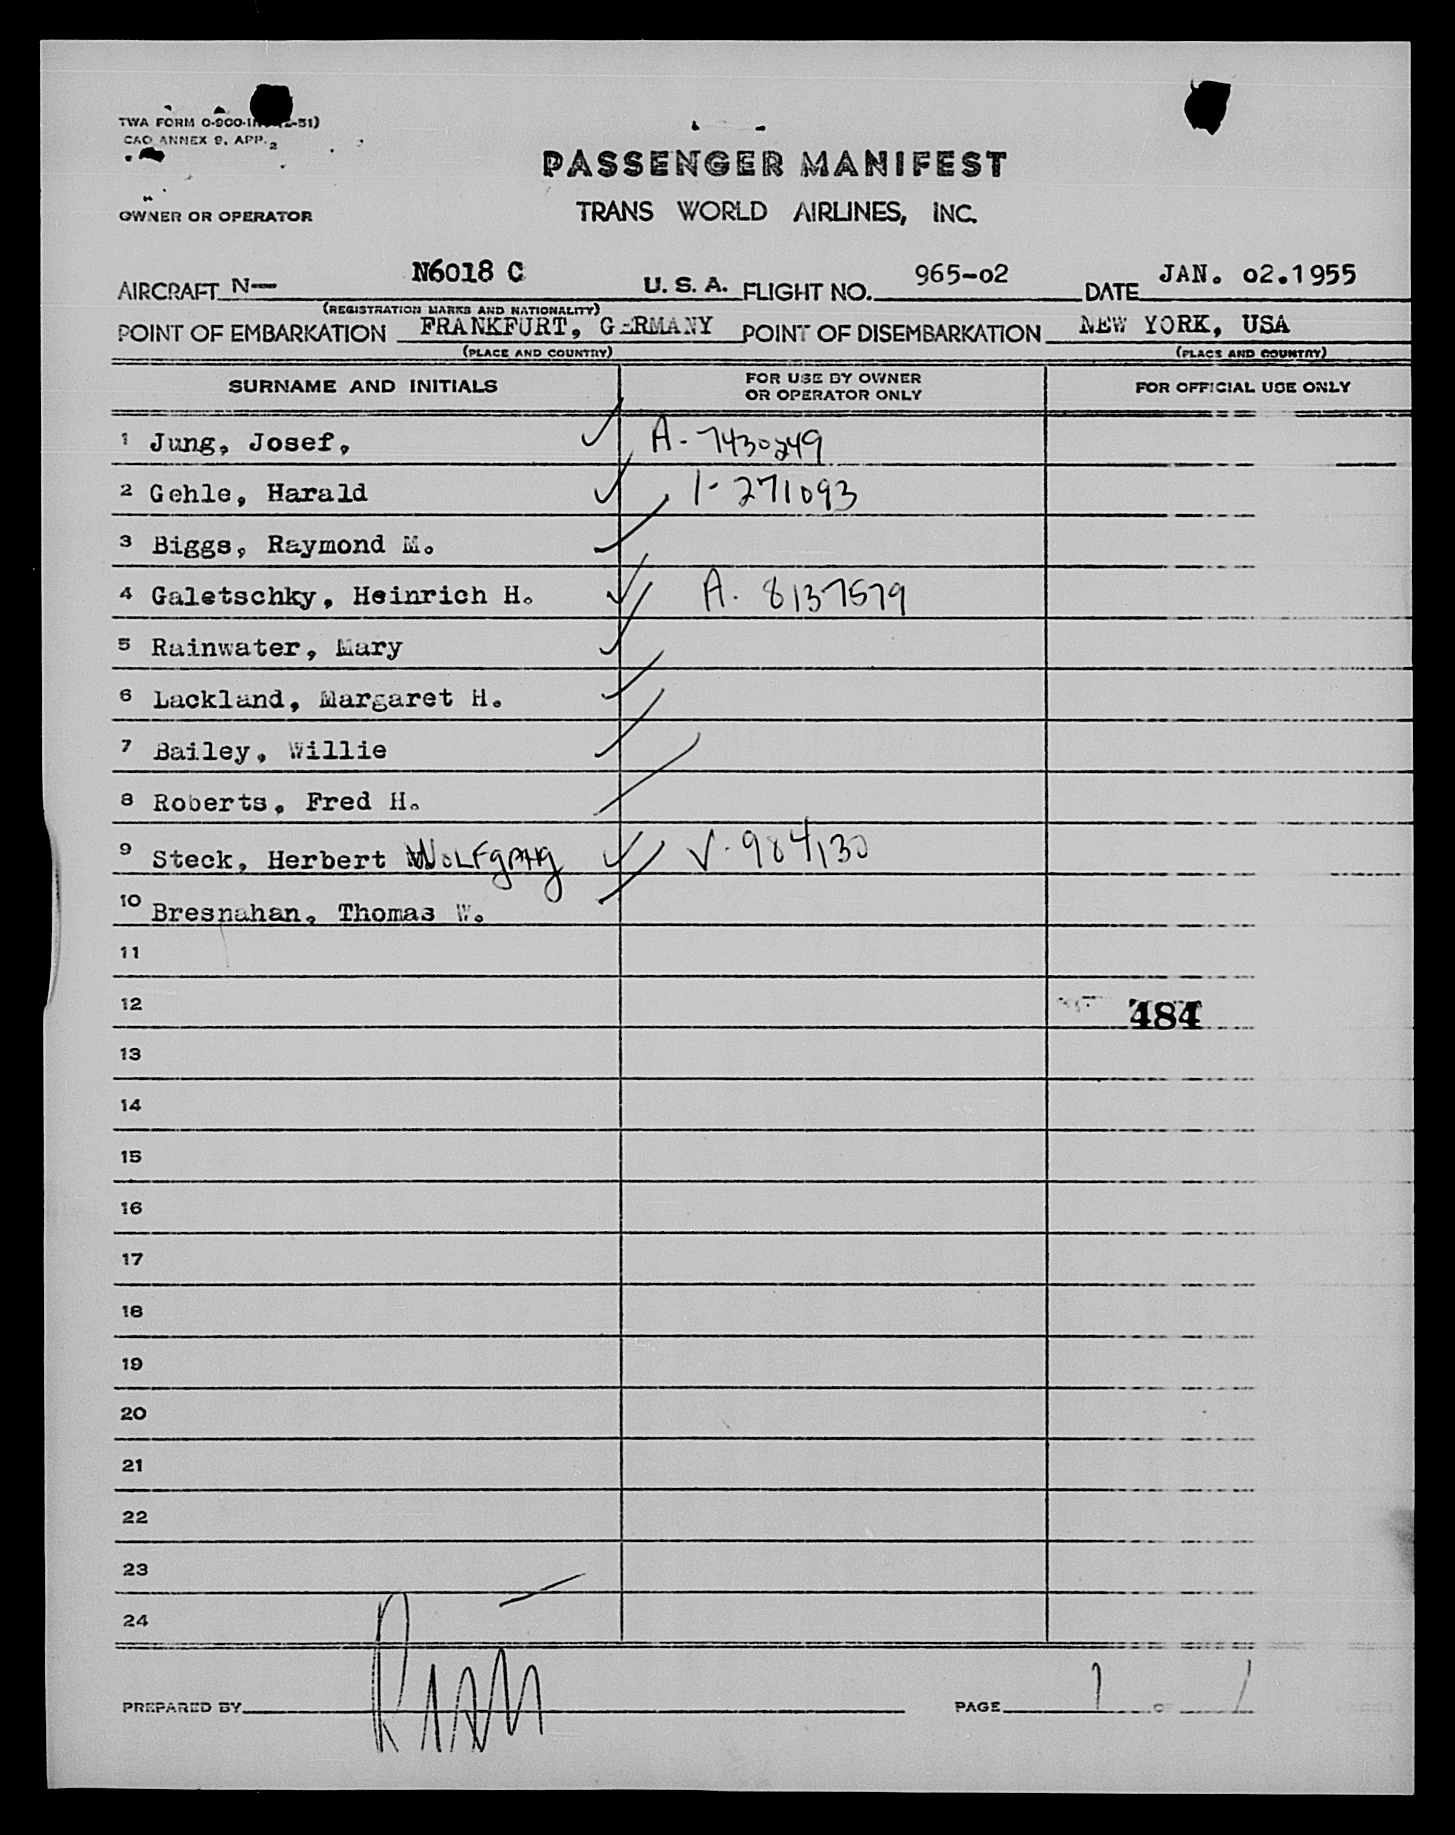 TWA FORM 0-900-1
CAO ANNEX 9, APP. 2
PASSENGER MANIFEST
OWNER OR OPERATOR TRANS WORLD AIRLINES, INC.
AIRCRAFT N— N6018 C U. S. A. FLIGHT NO. 965-o2 DATE JAN. o2.1955
(REGISTRATION MARKS AND NATIONALITY)
POINT OF EMBARKATION FRANKFURT, GERMANY POINT OF DISEMBARKATION NEW YORK, USA
(PLACE AND COUNTRY) (PLACE AND COUNTRY)
SURNAME AND INITIALS FOR USE BY OWNER OR OPERATOR ONLY FOR OFFICIAL USE ONLY
1 Jung, Josef, A-7430249
2 Gehle, Harald 1-271093
3 Biggs, Raymond M.
4 Galetschky, Heinrich H. A. 8137579
5 Rainwater, Mary
6 Lackland, Margaret H.
7 Bailey, Willie
8 Roberts, Fred H.
9 Steck, Herbert WOLFgANg V-984130
10 Bresnahan, Thomas W.
11
12 484
13
14
15
16
17
18
19
20
21
22
23
24
PREPARED BY PAGE 1 OF 1